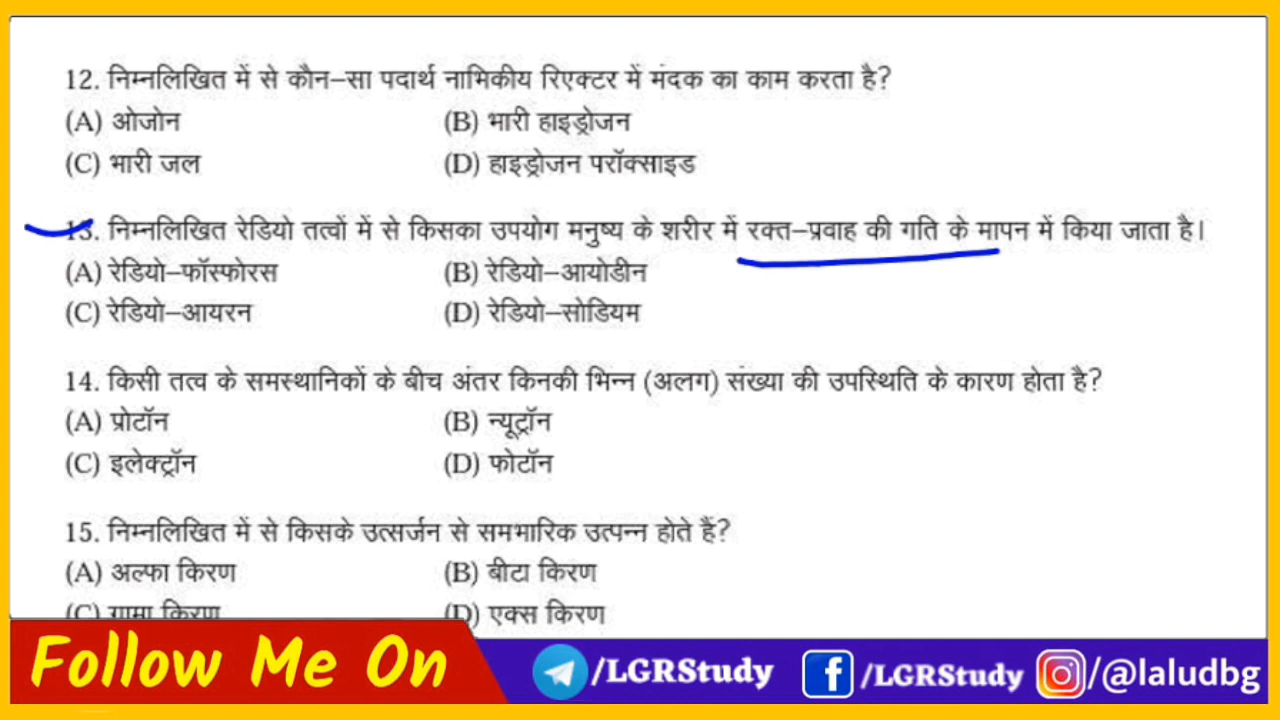 12. निम्नलिखित में से कौन–सा पदार्थ नाभिकीय रिएक्टर में मंदक का काम करता है?
(A) ओजोन (B) भारी हाइड्रोजन
(C) भारी जल (D) हाइड्रोजन परॉक्साइड
13. निम्नलिखित रेडियो तत्वों में से किसका उपयोग मनुष्य के शरीर में रक्त–प्रवाह की गति के मापन में किया जाता है।
(A) रेडियो–फॉस्फोरस (B) रेडियो–आयोडीन
(C) रेडियो–आयरन (D) रेडियो–सोडियम
14. किसी तत्व के समस्थानिकों के बीच अंतर किनकी भिन्न (अलग) संख्या की उपस्थिति के कारण होता है?
(A) प्रोटॉन (B) न्यूट्रॉन
(C) इलेक्ट्रॉन (D) फोटॉन
15. निम्नलिखित में से किसके उत्सर्जन से समभारिक उत्पन्न होते हैं?
(A) अल्फा किरण (B) बीटा किरण
(C) गामा किरण (D) एक्स किरण
Follow Me On /LGRStudy /LGRStudy /@laludbg